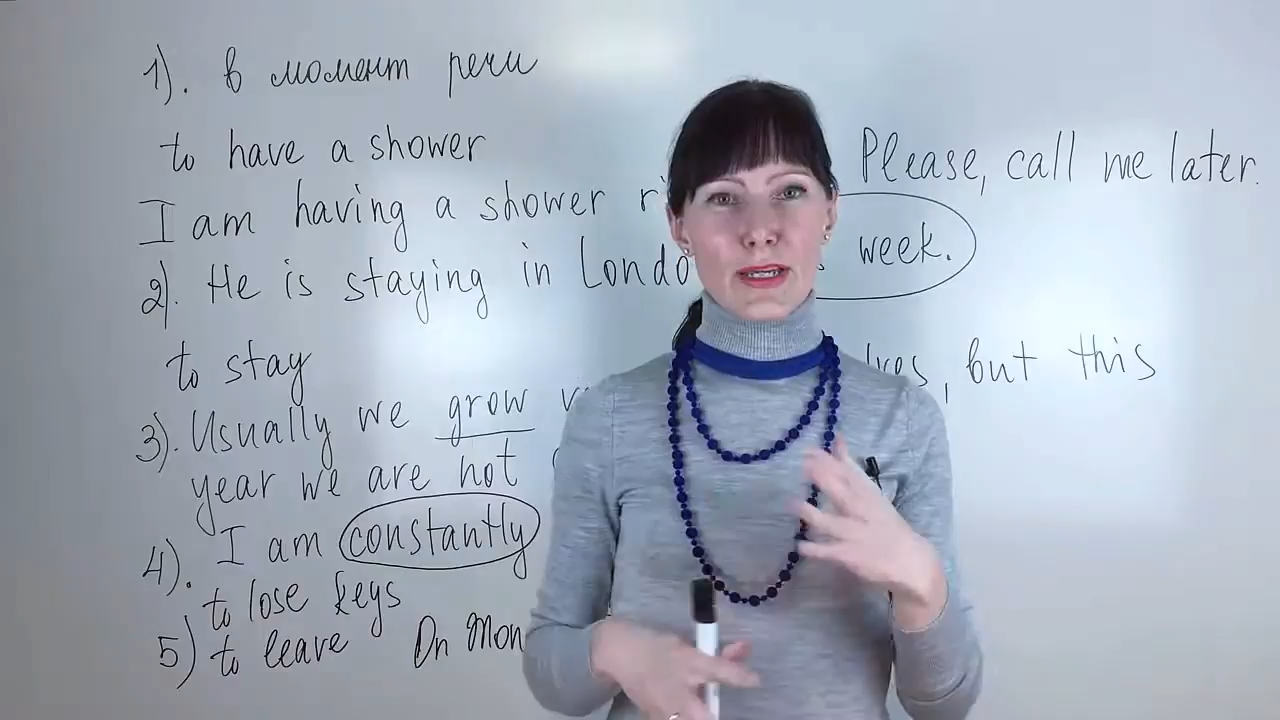 1). в момент речи
to have a shower Please, call me later.
I am having a shower
2). He is staying in Londo week.
to stay
3). Usually we grow but this
year we are not
4). I am constantly
to lose keys
5) to leave On Mon